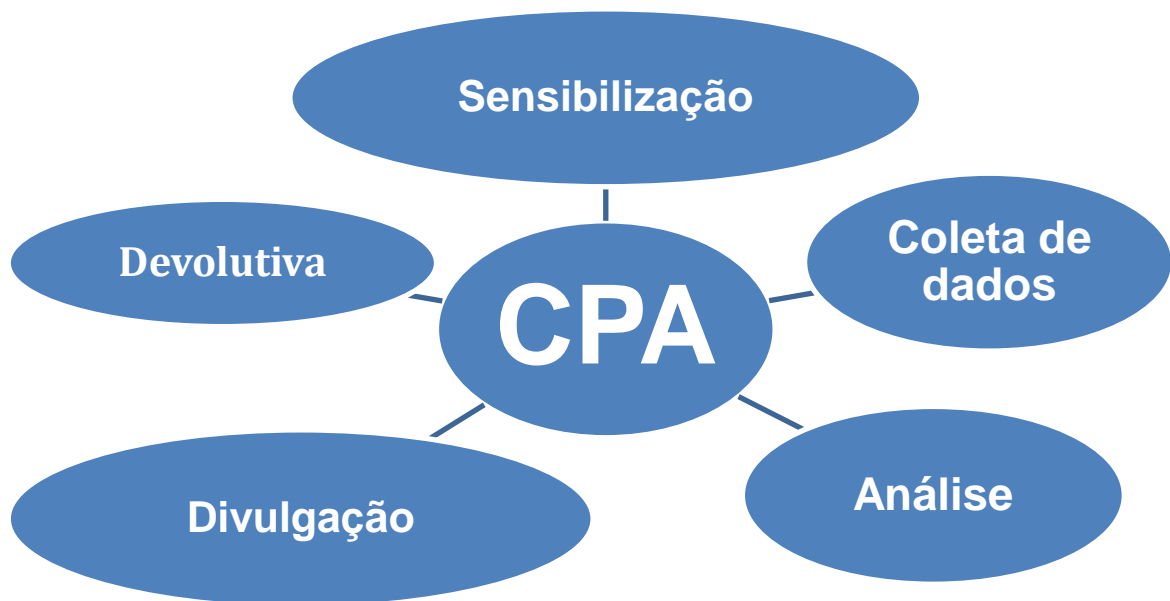 Sensibilização
Devolutiva
Coleta de
dados
CPA
Divulgação
Análise